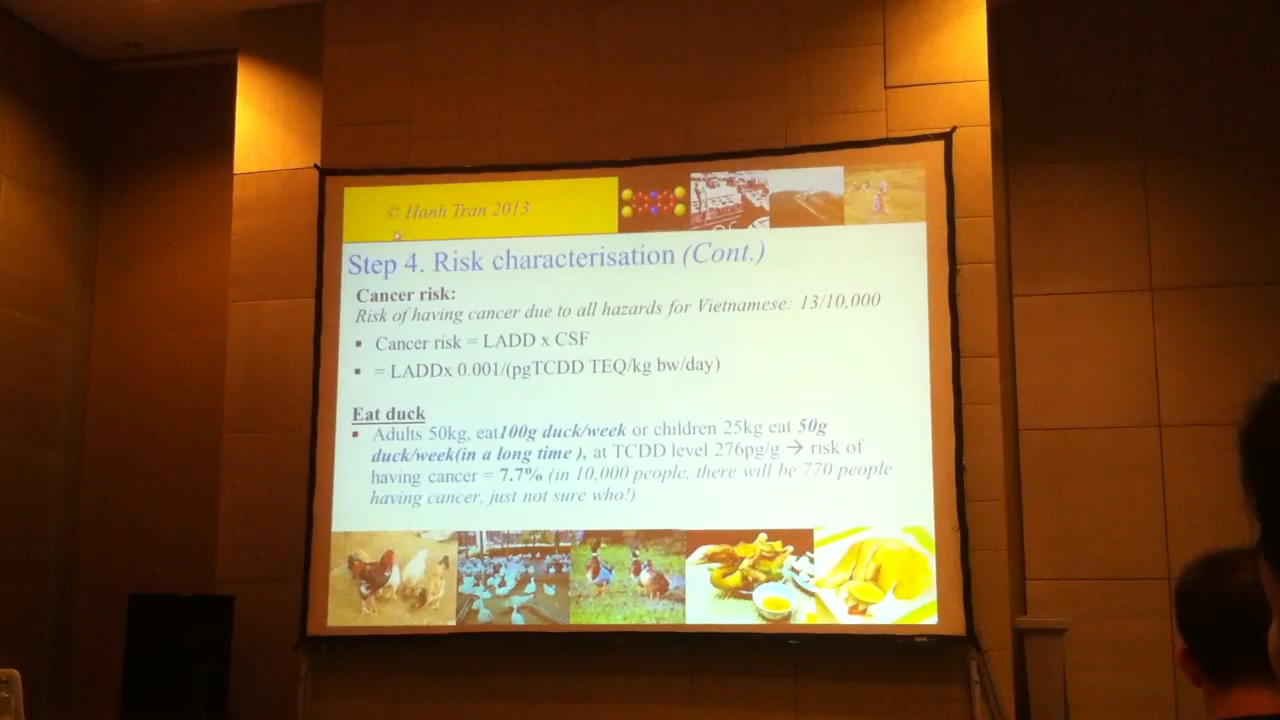 © Hanh Tran 2013
Step 4. Risk characterisation (Cont.)
Cancer risk:
Risk of having cancer due to all hazards for Vietnamese: 13/10,000
▪ Cancer risk = LADD x CSF
▪ = LADDx 0.001/(pgTCDD TEQ/kg bw/day)
Eat duck
▪ Adults 50kg, eat100g duck/week or children 25kg eat 50g
duck/week(in a long time ), at TCDD level 276pg/g → risk of
having cancer = 7.7% (in 10,000 people, there will be 770 people
having cancer, just not sure who!)